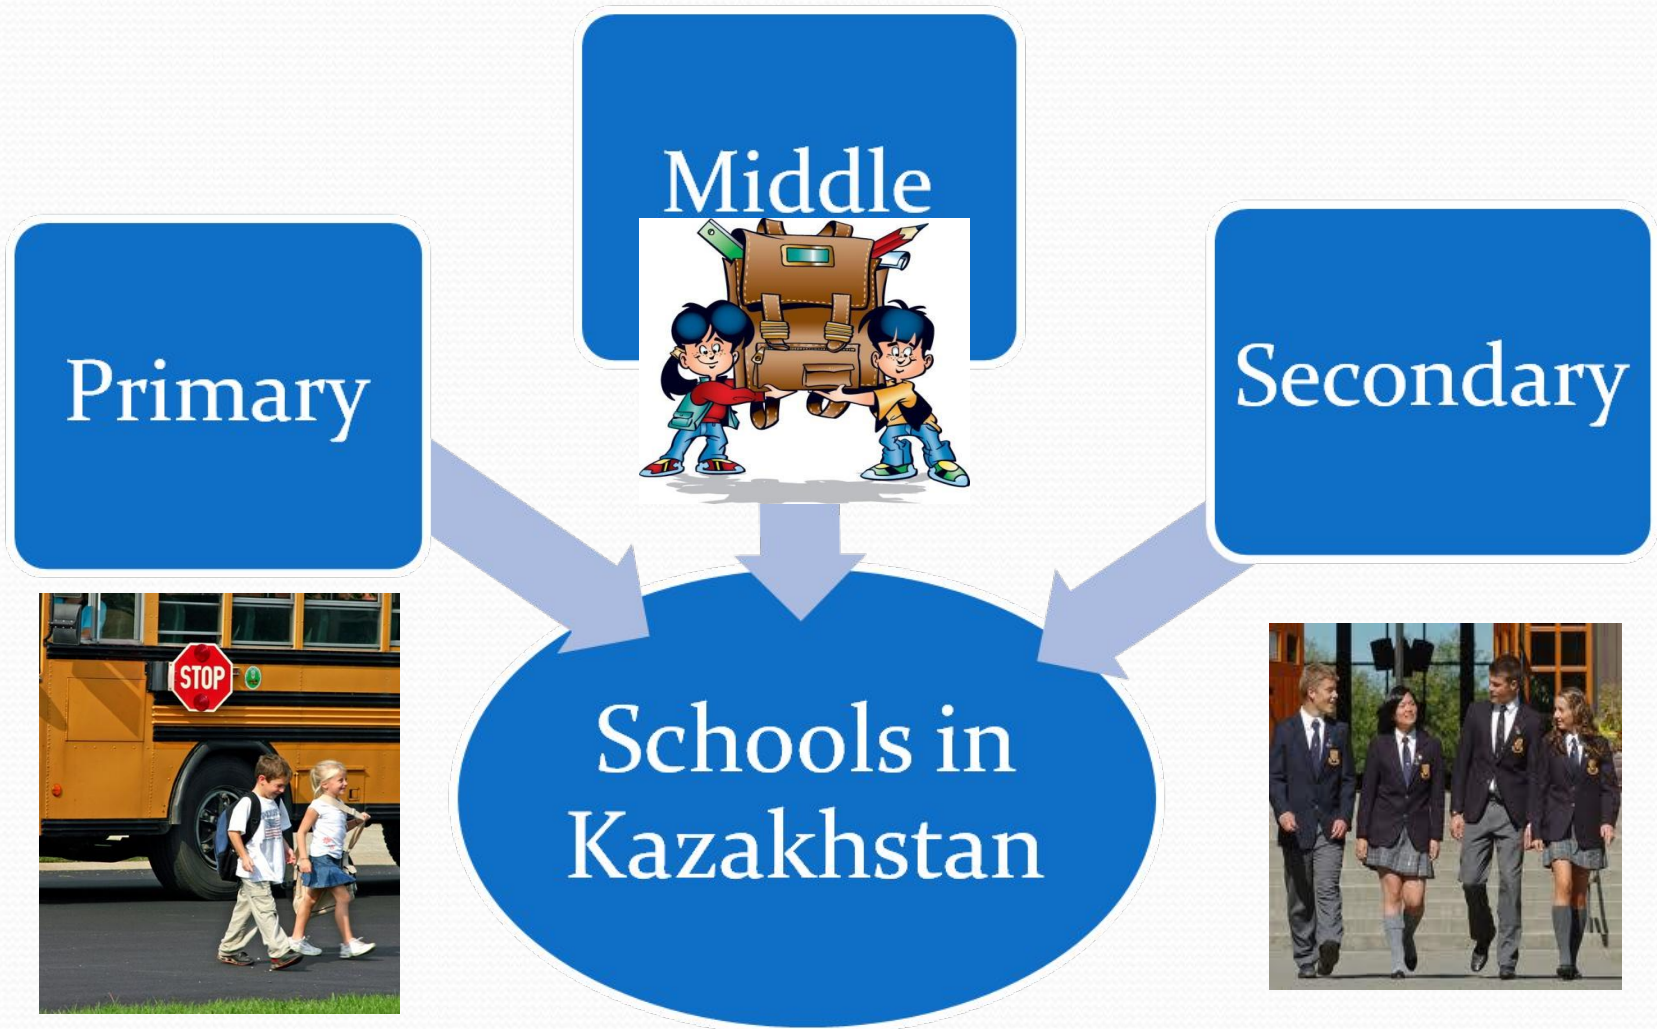 Middle
Primary
Secondary
STOP
Schools in
Kazakhstan